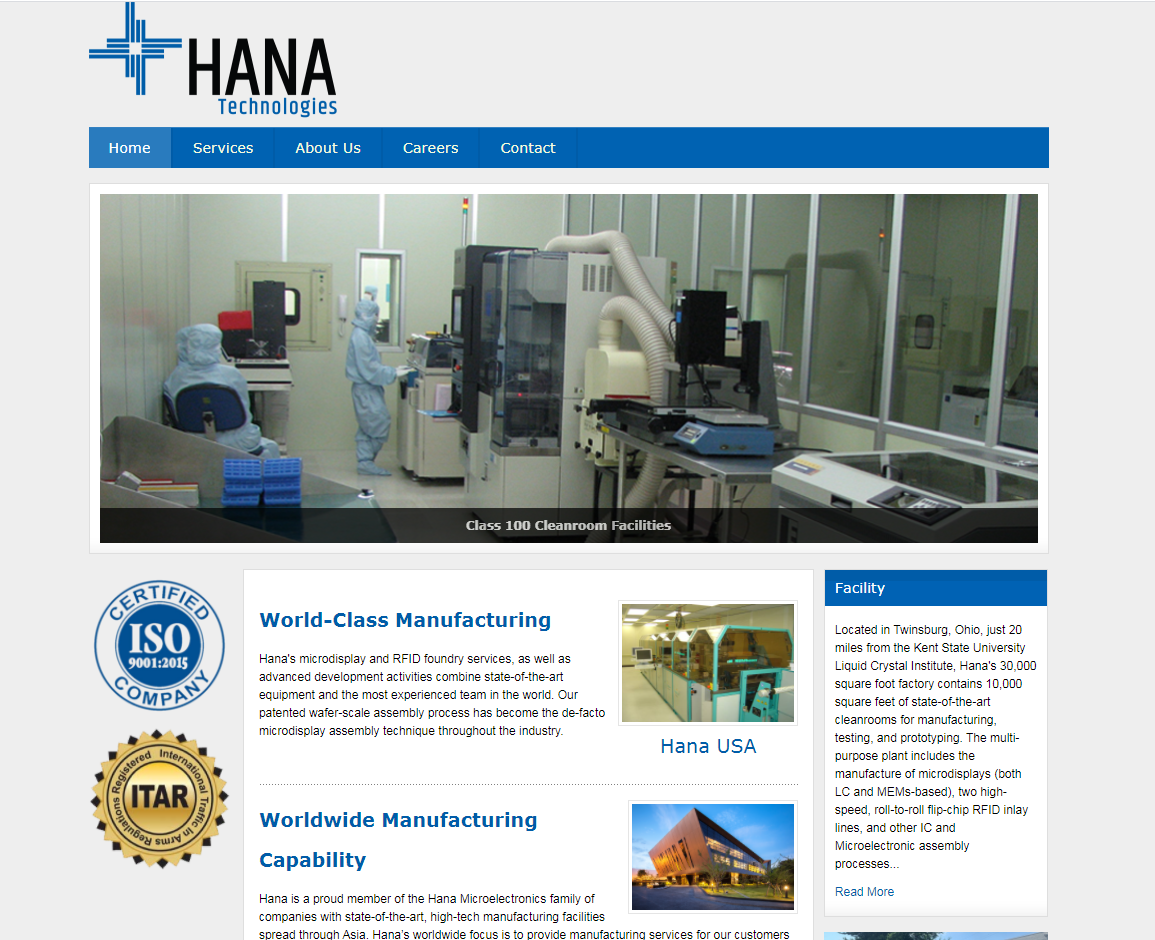 HANA
Technologies
Home
Services
About Us
Careers
Contact
Class 100 Cleanroom Facilities
CERTIFIED
ISO
9001:2015
COMPANY
International Traffic in Arms Regulations Registered
ITAR
World-Class Manufacturing
Hana's microdisplay and RFID foundry services, as well as
advanced development activities combine state-of-the-art
equipment and the most experienced team in the world. Our
patented wafer-scale assembly process has become the de-facto
microdisplay assembly technique throughout the industry.
Hana USA
Worldwide Manufacturing
Capability
Hana is a proud member of the Hana Microelectronics family of
companies with state-of-the-art, high-tech manufacturing facilities
spread through Asia. Hana's worldwide focus is to provide manufacturing services for our customers
Facility
Located in Twinsburg, Ohio, just 20
miles from the Kent State University
Liquid Crystal Institute, Hana's 30,000
square foot factory contains 10,000
square feet of state-of-the-art
cleanrooms for manufacturing,
testing, and prototyping. The multi-
purpose plant includes the
manufacture of microdisplays (both
LC and MEMs-based), two high-
speed, roll-to-roll flip-chip RFID inlay
lines, and other IC and
Microelectronic assembly
processes...
Read More